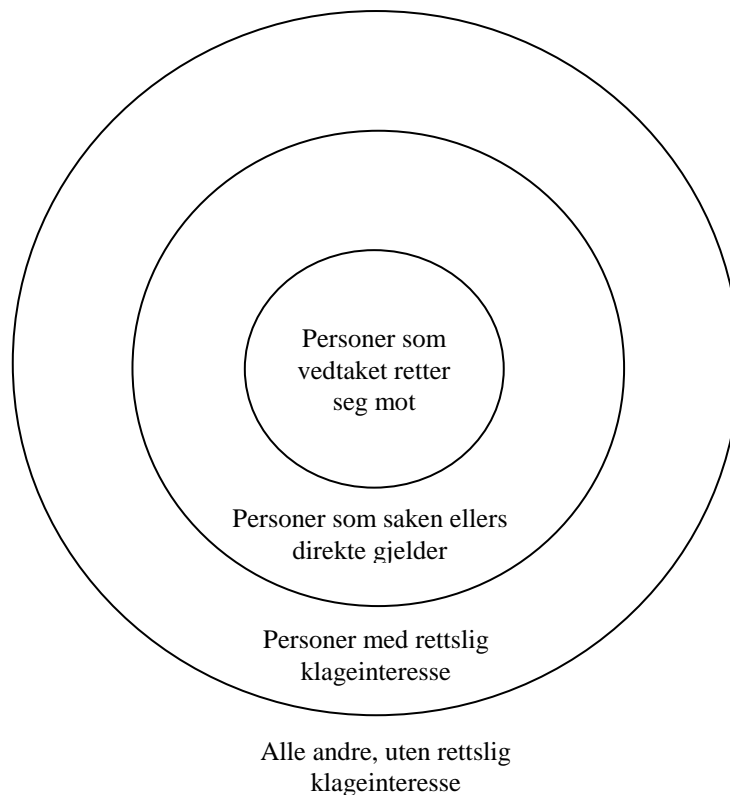 Personer som
vedtaket retter
seg mot
Personer som saken ellers
direkte gjelder
Personer med rettslig
klageinteresse
Alle andre, uten rettslig
klageinteresse